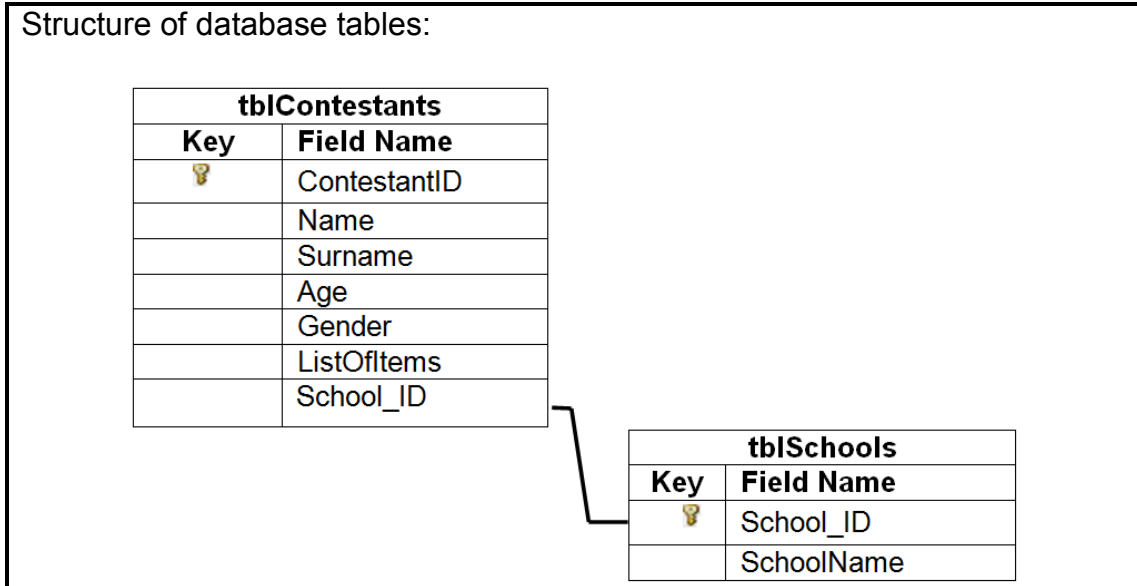 Structure of database tables:
tblContestants
Key Field Name
ContestantID
Name
Surname
Age
Gender
ListOfItems
School_ID
tblSchools
Key Field Name
School_ID
SchoolName